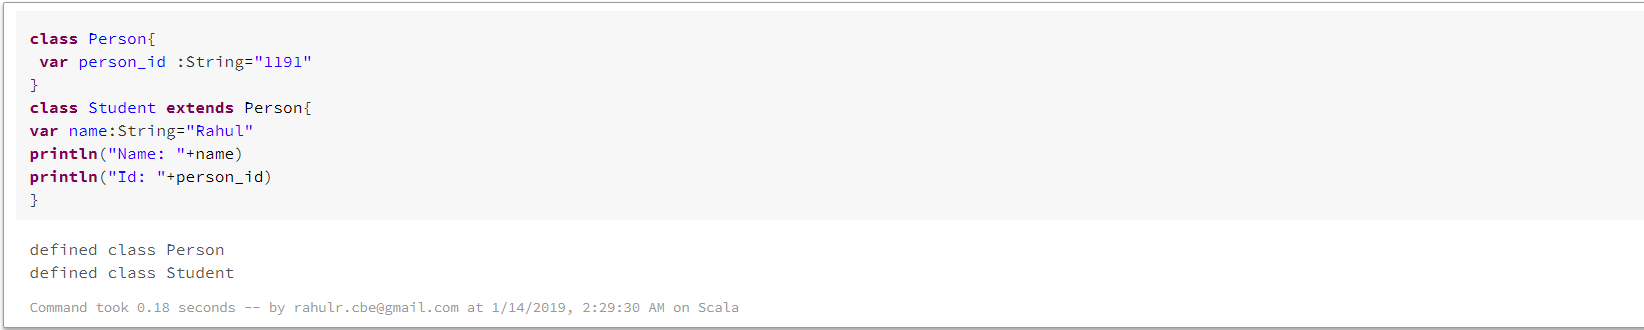 class Person{
 var person_id :String="1191"
}
class Student extends Person{
var name:String="Rahul"
println("Name: "+name)
println("Id: "+person_id)
}
defined class Person
defined class Student
Command took 0.18 seconds -- by rahulr.cbe@gmail.com at 1/14/2019, 2:29:30 AM on Scala